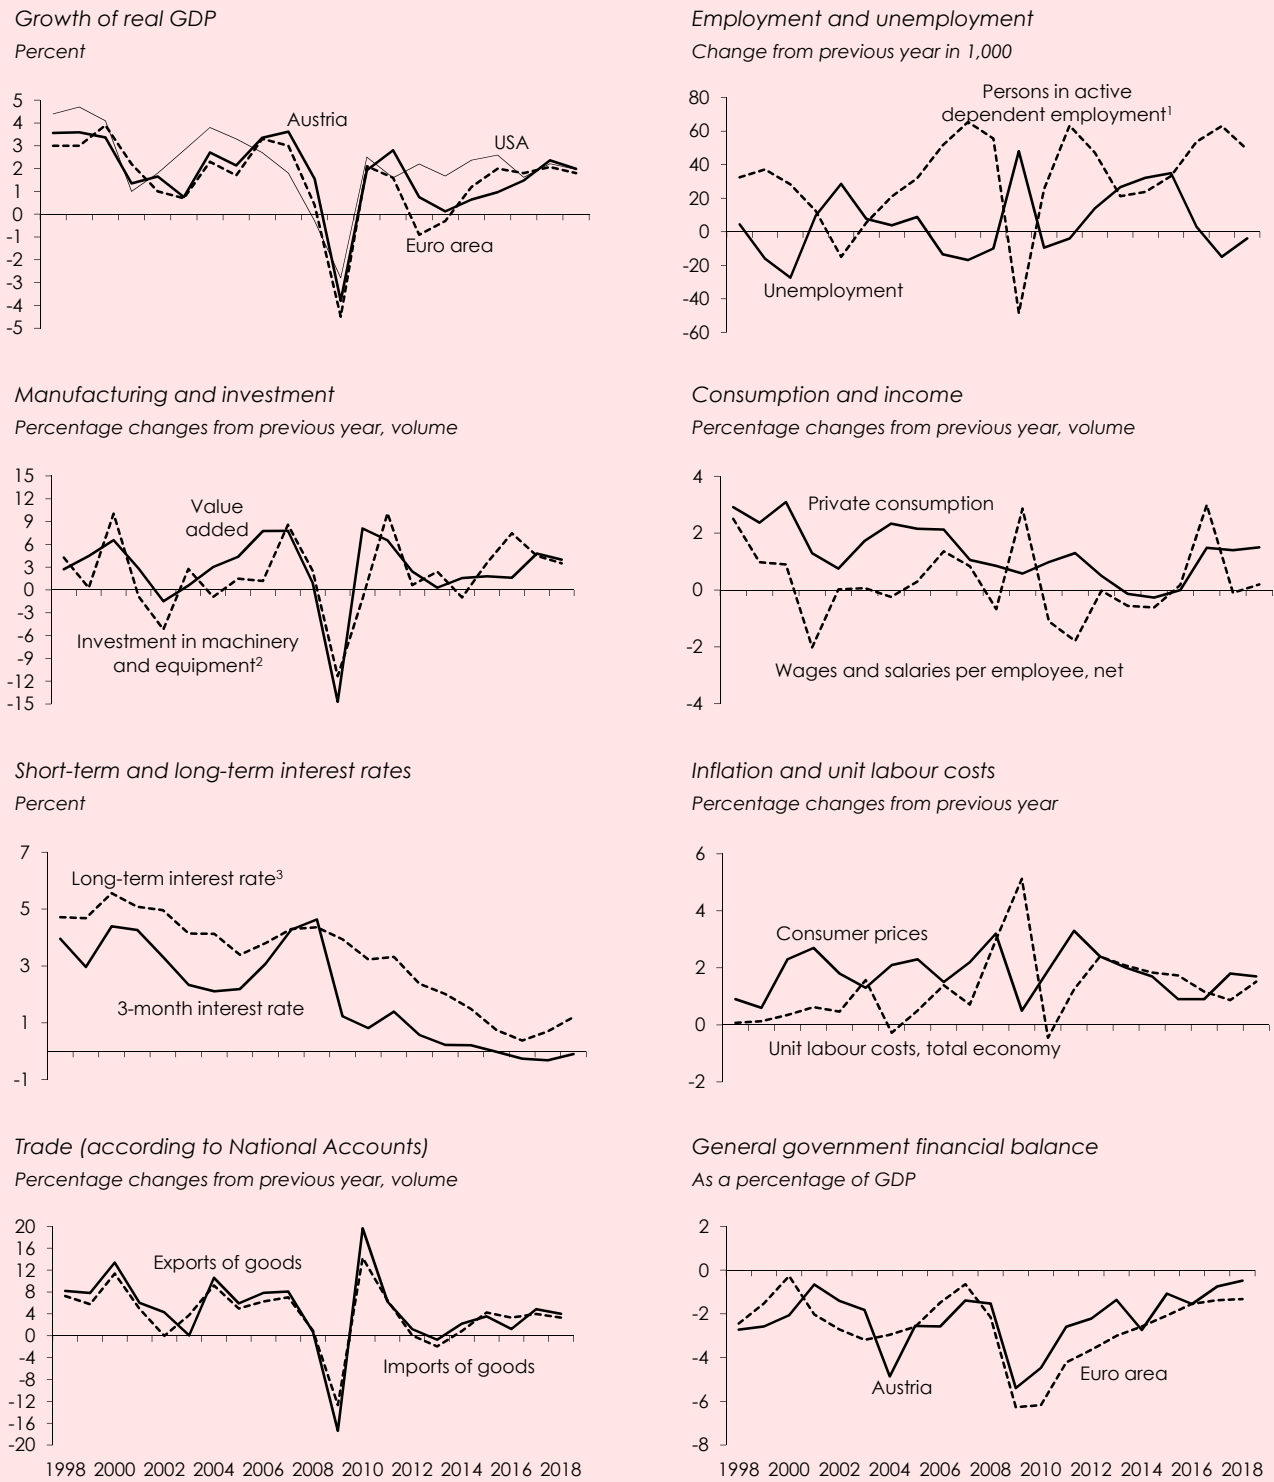 Growth of real GDP
Percent
5
4
3
2
1
0
-1
-2
-3
-4
-5
Austria
USA
Euro area
Employment and unemployment
Change from previous year in 1,000
80
60
40
20
0
-20
-40
-60
Persons in active
dependent employment¹
Unemployment
Manufacturing and investment
Percentage changes from previous year, volume
15
12
9
6
3
0
-3
-6
-9
-12
-15
Value
added
Investment in machinery
and equipment²
Consumption and income
Percentage changes from previous year, volume
4
2
0
-2
-4
Private consumption
Wages and salaries per employee, net
Short-term and long-term interest rates
Percent
7
5
3
1
-1
Long-term interest rate³
3-month interest rate
Inflation and unit labour costs
Percentage changes from previous year
6
4
2
0
-2
Consumer prices
Unit labour costs, total economy
Trade (according to National Accounts)
Percentage changes from previous year, volume
20
16
12
8
4
0
-4
-8
-12
-16
-20
Exports of goods
Imports of goods
1998 2000 2002 2004 2006 2008 2010 2012 2014 2016 2018
General government financial balance
As a percentage of GDP
2
0
-2
-4
-6
-8
Austria
Euro area
1998 2000 2002 2004 2006 2008 2010 2012 2014 2016 2018